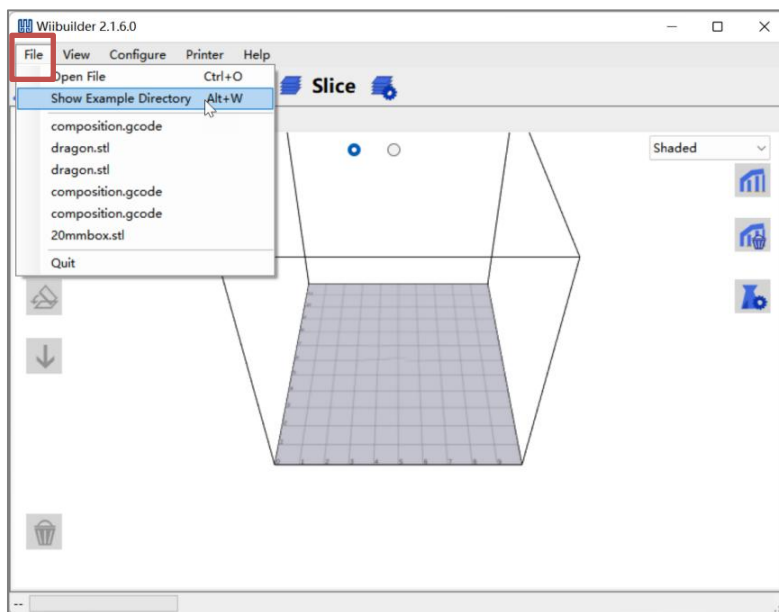 Wiibuilder 2.1.6.0
File View Configure Printer Help
Open File Ctrl+O
Show Example Directory Alt+W
Slice
composition.gcode
dragon.stl
Shaded
dragon.stl
composition.gcode
composition.gcode
20mmbox.stl
Quit
--